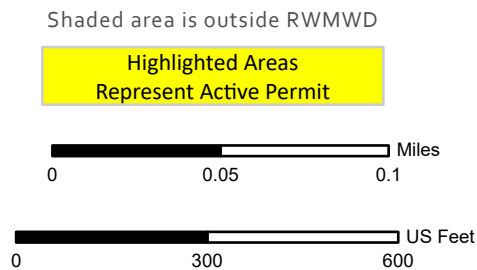 Shaded area is outside RWMWD
Highlighted Areas
Represent Active Permit
Miles
0 0.05 0.1
US Feet
0 300 600